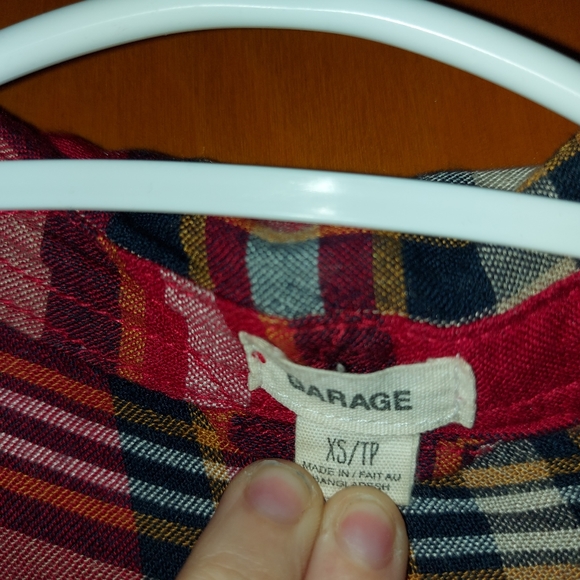 GARAGE
XS/TP
MADE IN / FAIT AU
BANGLADESH